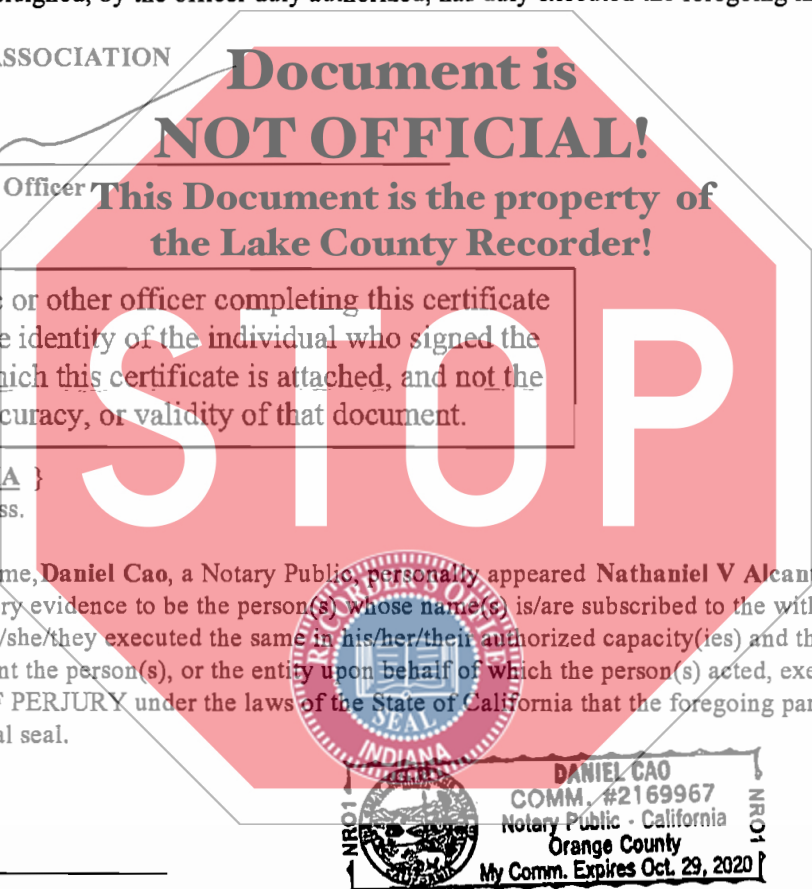 ASSOCIATION
Document is
NOT OFFICIAL!
Officer
This Document is the property of
the Lake County Recorder!
or other officer completing this certificate
identity of the individual who signed the
this certificate is attached, and not the
or validity of that document.
STOP
A }
ss.
me, Daniel Cao, a Notary Public, personally appeared Nathaniel V Alcan
ry evidence to be the person(s) whose name(s) is/are subscribed to the with
/she/they executed the same in his/her/their authorized capacity(ies) and th
nt the person(s), or the entity upon behalf of which the person(s) acted, exe
F PERJURY under the laws of the State of California that the foregoing par
al seal.
RECORDER'S OFFICE
SEAL
INDIANA
NRO1
DANIEL CAO
COMM. #2169967
Notary Public - California
Orange County
My Comm. Expires Oct. 29, 2020
NRO1